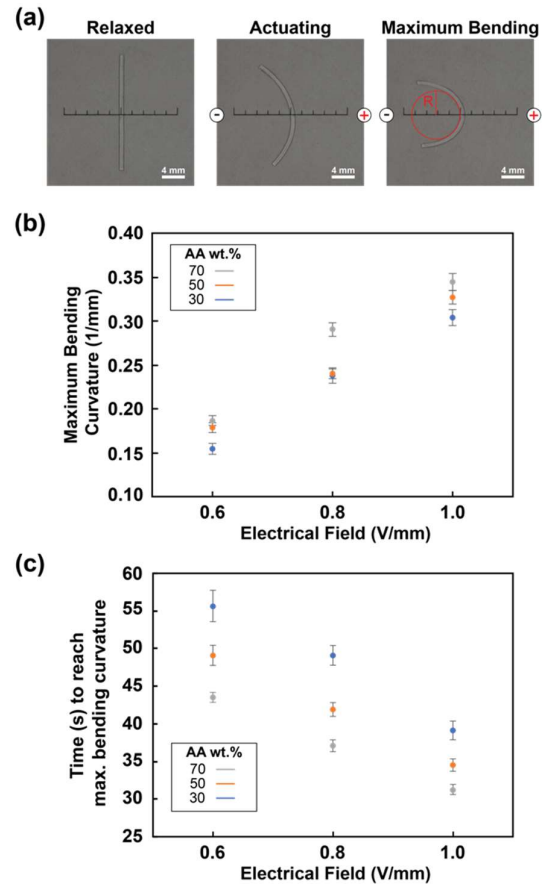 (a)
Relaxed
Actuating
Maximum Bending
4 mm
- +
4 mm
- R +
4 mm
(b)
Maximum Bending
Curvature (1/mm)
0.40
0.35
0.30
0.25
0.20
0.15
0.10
AA wt.%
70
50
30
0.6 0.8 1.0
Electrical Field (V/mm)
(c)
Time (s) to reach
max. bending curvature
60
55
50
45
40
35
30
25
AA wt.%
70
50
30
0.6 0.8 1.0
Electrical Field (V/mm)